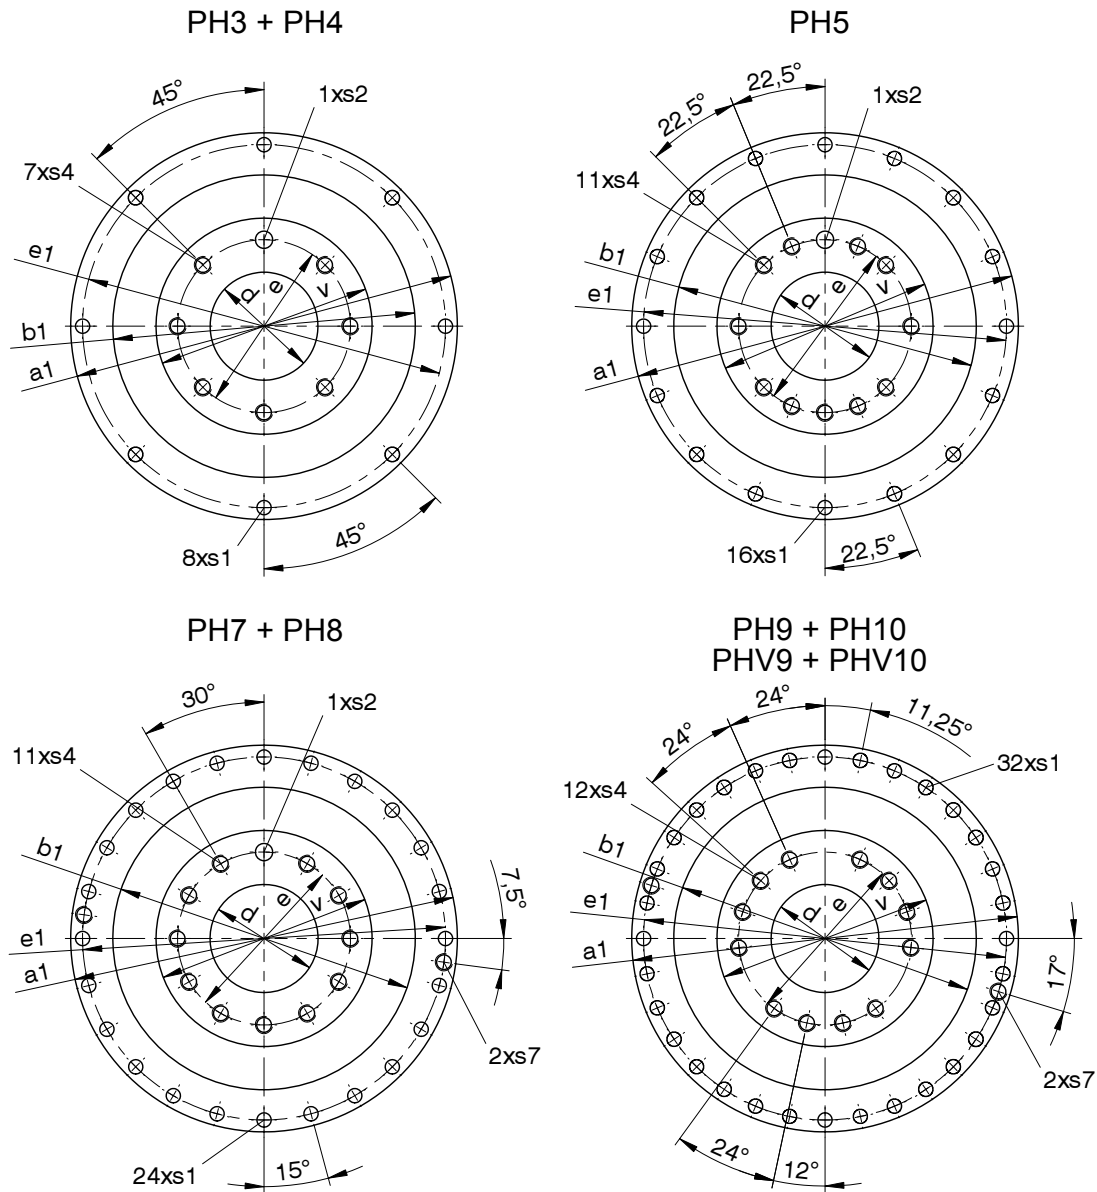 PH3 + PH4
45°
1xs2
7xs4
e1
d
e
v
b1
a1
8xs1
45°
PH5
22,5°
22,5°
1xs2
11xs4
b1
e1
d
e
v
a1
16xs1
22,5°
PH7 + PH8
30°
1xs2
11xs4
b1
d
e
v
7,5°
e1
a1
2xs7
24xs1
15°
PH9 + PH10
PHV9 + PHV10
24°
24°
11,25°
32xs1
12xs4
b1
d
e
v
e1
a1
17°
2xs7
24°
12°